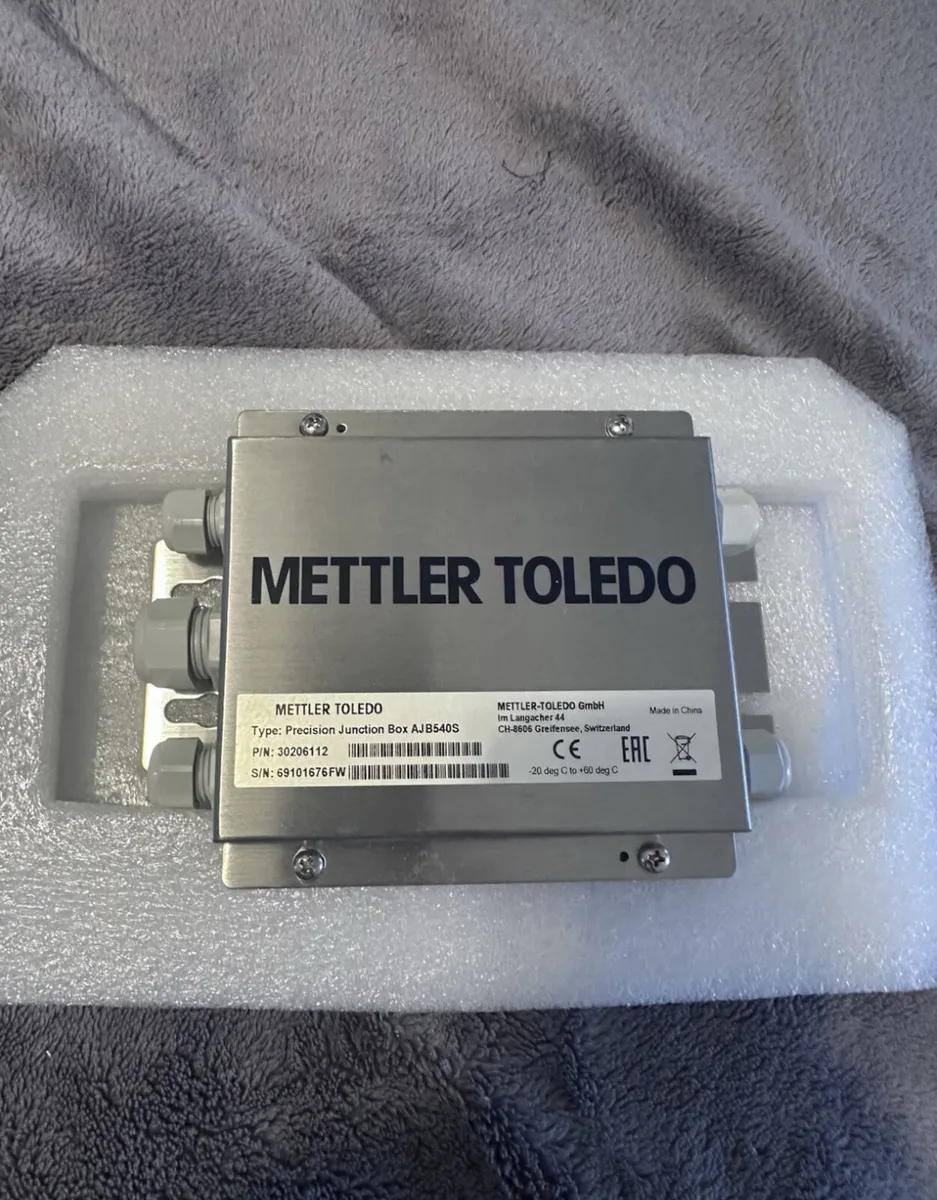 METTLER TOLEDO
METTLER TOLEDO
Type: Precision Junction Box AJB540S
P/N: 30206112
S/N: 69101676FW
METTLER-TOLEDO GmbH
Im Langacher 44
CH-8606 Greifensee, Switzerland
Made in China
CE
EAC
-20 deg C to +60 deg C